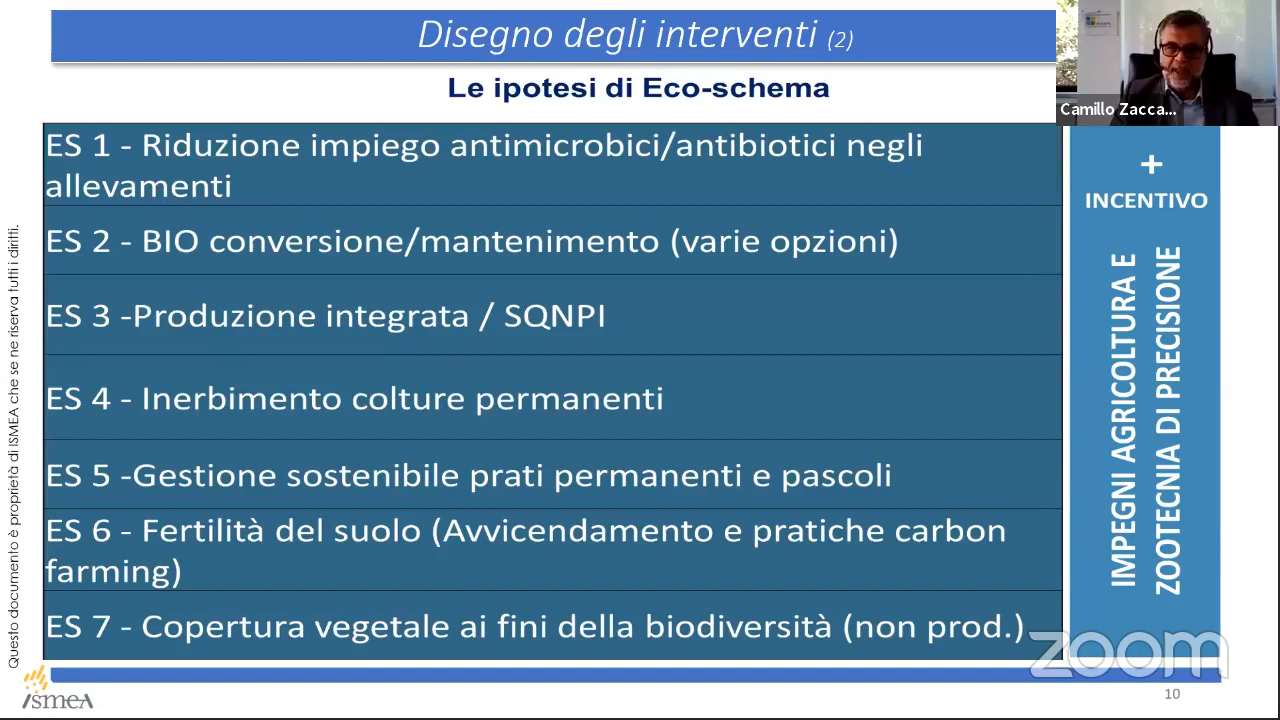 Disegno degli interventi (2)
Le ipotesi di Eco-schema
Camillo Zacca...
ES 1 - Riduzione impiego antimicrobici/antibiotici negli
allevamenti
ES 2 - BIO conversione/mantenimento (varie opzioni)
ES 3 -Produzione integrata / SQNPI
ES 4 - Inerbimento colture permanenti
ES 5 -Gestione sostenibile prati permanenti e pascoli
ES 6 - Fertilità del suolo (Avvicendamento e pratiche carbon
farming)
ES 7 - Copertura vegetale ai fini della biodiversità (non prod.)
+
INCENTIVO
IMPEGNI AGRICOLTURA E
ZOOTECNIA DI PRECISIONE
Questo documento è proprietà di ISMEA che se ne riserva tutti i diritti.
ismeA
zoom
10